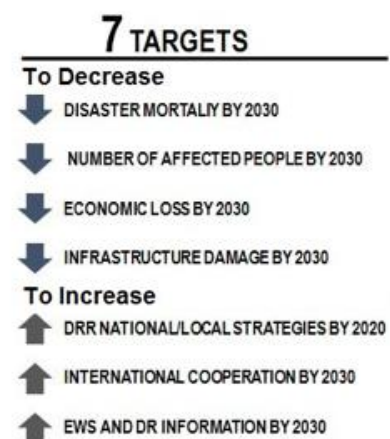 7 TARGETS
To Decrease
DISASTER MORTALIY BY 2030
NUMBER OF AFFECTED PEOPLE BY 2030
ECONOMIC LOSS BY 2030
INFRASTRUCTURE DAMAGE BY 2030
To Increase
DRR NATIONAL/LOCAL STRATEGIES BY 2020
INTERNATIONAL COOPERATION BY 2030
EWS AND DR INFORMATION BY 2030